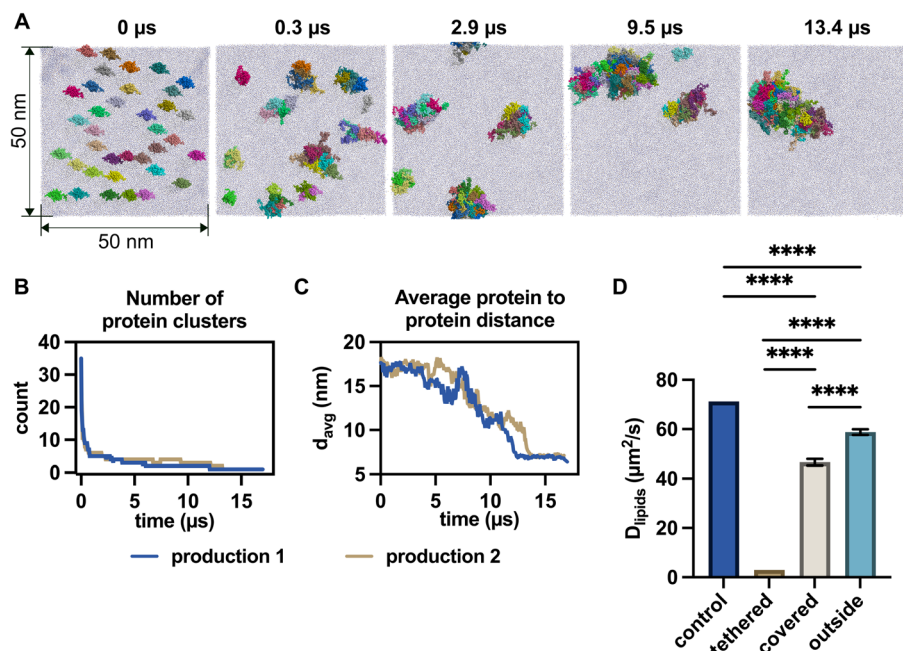 A
0 µs
0.3 µs
2.9 µs
9.5 µs
13.4 µs
50 nm
50 nm
B
Number of
protein clusters
count
40
30
20
10
0
0
5
10
15
time (µs)
C
Average protein to
protein distance
d_avg (nm)
20
15
10
5
0
5
10
15
time (µs)
production 1
production 2
D
****
****
****
****
****
D_lipids (µm²/s)
80
60
40
20
0
control
tethered
covered
outside